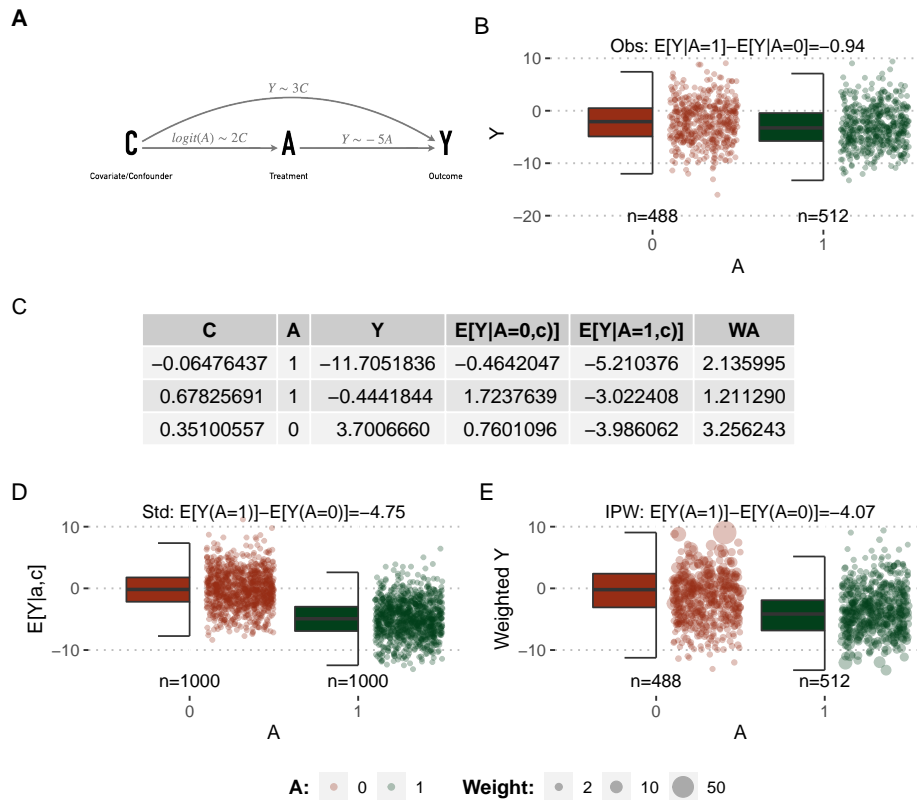 A
Y ∼ 3C
C logit(A) ∼ 2C A Y ∼ − 5A Y
Covariate/Confounder Treatment Outcome
B
Obs: E[Y|A=1]−E[Y|A=0]=−0.94
10
0
−10
−20
Y
n=488 n=512
0 1
A
C
C A Y E[Y|A=0,c)] E[Y|A=1,c)] WA
−0.06476437 1 −11.7051836 −0.4642047 −5.210376 2.135995
0.67825691 1 −0.4441844 1.7237639 −3.022408 1.211290
0.35100557 0 3.7006660 0.7601096 −3.986062 3.256243
D
Std: E[Y(A=1)]−E[Y(A=0)]=−4.75
10
0
−10
E[Y|a,c]
n=1000 n=1000
0 1
A
E
IPW: E[Y(A=1)]−E[Y(A=0)]=−4.07
10
0
−10
Weighted Y
n=488 n=512
0 1
A
A: 0 1 Weight: 2 10 50